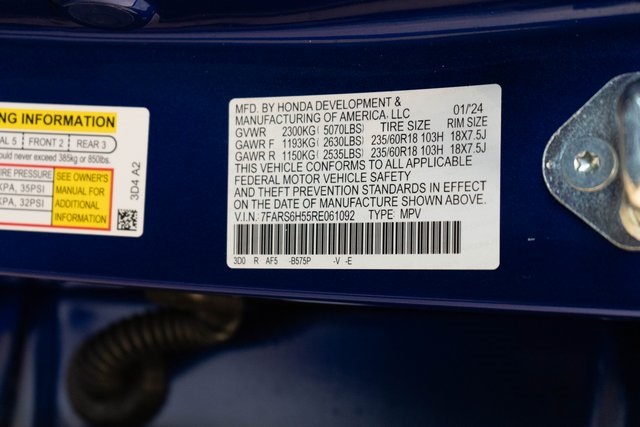 NG INFORMATION
AL 5 FRONT 2 REAR 3
ould never exceed 385kg or 850lbs.
RE PRESSURE SEE OWNER'S
KPA, 35PSI MANUAL FOR
ADDITIONAL
KPA, 32PSI INFORMATION
3D4 A2
MFD. BY HONDA DEVELOPMENT & 01/'24
MANUFACTURING OF AMERICA, LLC
GVWR 2300KG( 5070LBS) TIRE SIZE RIM SIZE
GAWR F 1193KG( 2630LBS) 235/60R18 103H 18X7.5J
GAWR R 1150KG( 2535LBS) 235/60R18 103H 18X7.5J
THIS VEHICLE CONFORMS TO ALL APPLICABLE
FEDERAL MOTOR VEHICLE SAFETY
AND THEFT PREVENTION STANDARDS IN EFFECT
ON THE DATE OF MANUFACTURE SHOWN ABOVE.
V.I.N.: 7FARS6H55RE061092 TYPE: MPV
3D0 R AF5 -B575P -V -E